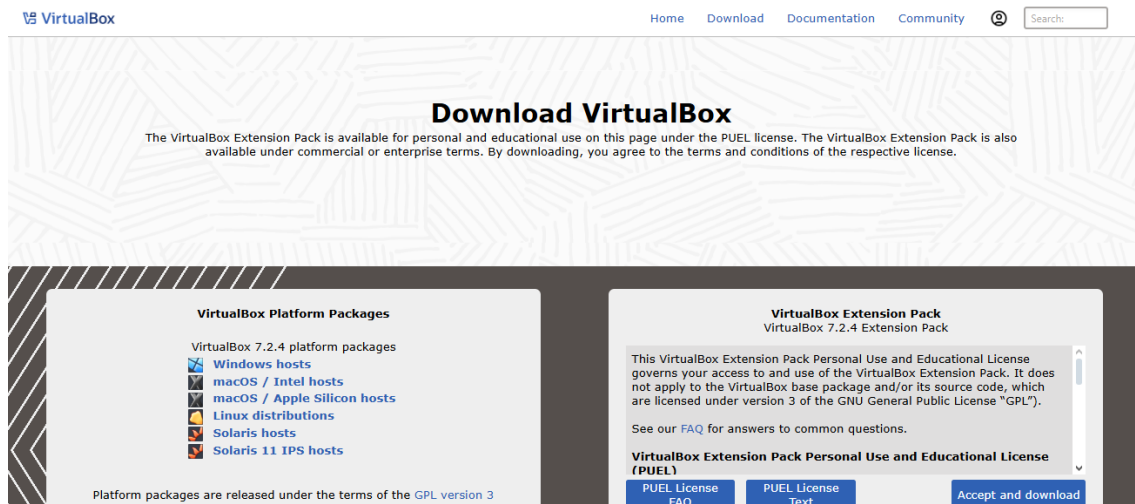 VirtualBox
Home Download Documentation Community Search:
Download VirtualBox
The VirtualBox Extension Pack is available for personal and educational use on this page under the PUEL license. The VirtualBox Extension Pack is also
available under commercial or enterprise terms. By downloading, you agree to the terms and conditions of the respective license.
VirtualBox Platform Packages
VirtualBox 7.2.4 platform packages
Windows hosts
macOS / Intel hosts
macOS / Apple Silicon hosts
Linux distributions
Solaris hosts
Solaris 11 IPS hosts
Platform packages are released under the terms of the GPL version 3
VirtualBox Extension Pack
VirtualBox 7.2.4 Extension Pack
This VirtualBox Extension Pack Personal Use and Educational License
governs your access to and use of the VirtualBox Extension Pack. It does
not apply to the VirtualBox base package and/or its source code, which
are licensed under version 3 of the GNU General Public License “GPL”).
See our FAQ for answers to common questions.
VirtualBox Extension Pack Personal Use and Educational License
(PUEL)
PUEL License
FAQ
PUEL License
Text
Accept and download